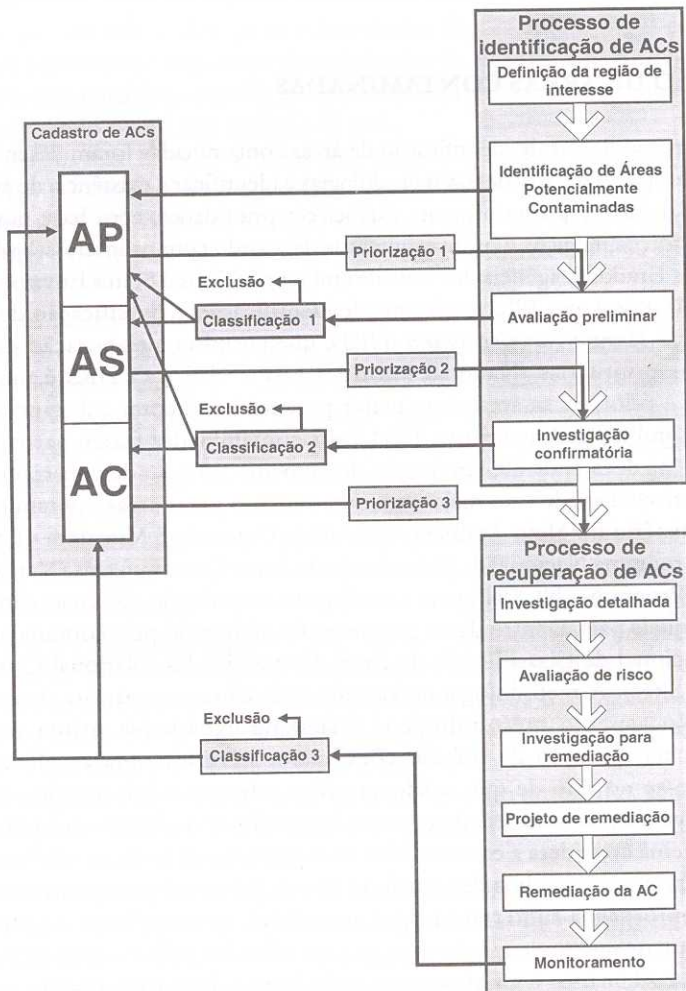 Processo de
identificação de ACs
Definição da região de
interesse
Cadastro de ACs
Identificação de Áreas
Potencialmente
Contaminadas
AP
Priorização 1
Exclusão
Classificação 1
Avaliação preliminar
AS
Priorização 2
Exclusão
Classificação 2
Investigação
confirmatória
AC
Priorização 3
Processo de
recuperação de ACs
Investigação detalhada
Avaliação de risco
Exclusão
Classificação 3
Investigação para
remediação
Projeto de remediação
Remediação da AC
Monitoramento